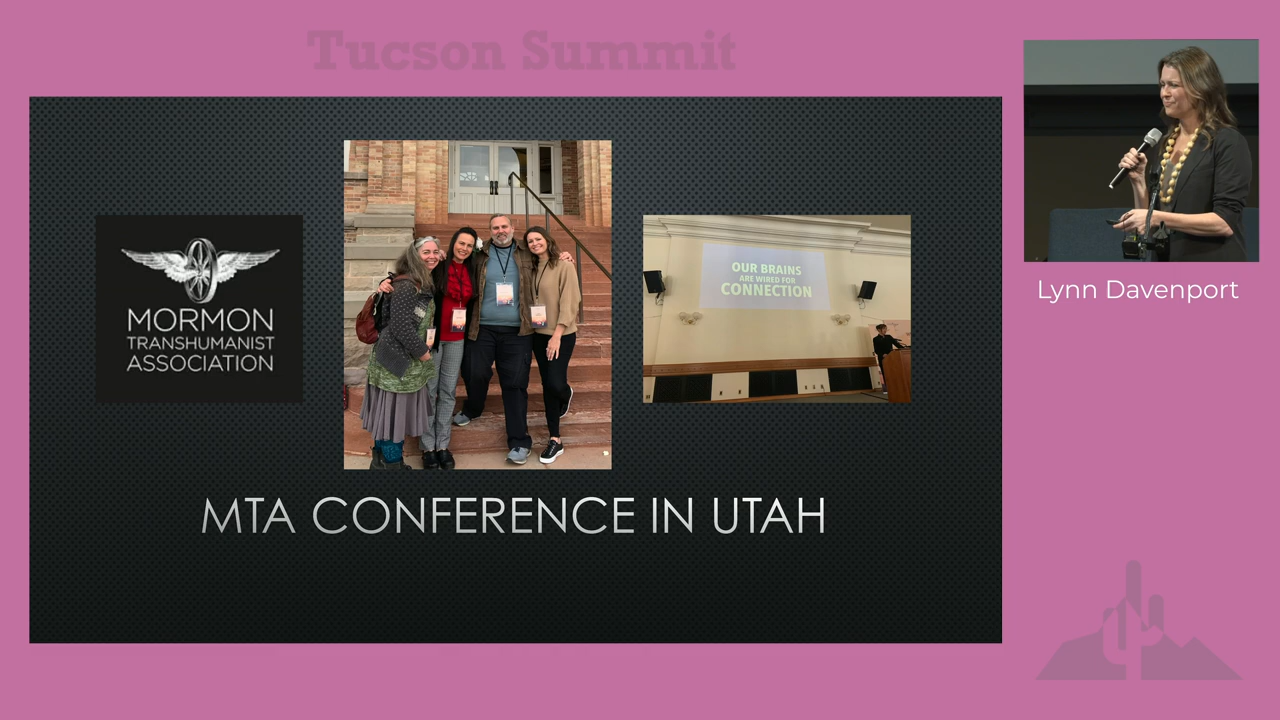 Tucson Summit
MORMON
TRANSHUMANIST
ASSOCIATION
OUR BRAINS
ARE WIRED FOR
CONNECTION
MTA CONFERENCE IN UTAH
Lynn Davenport